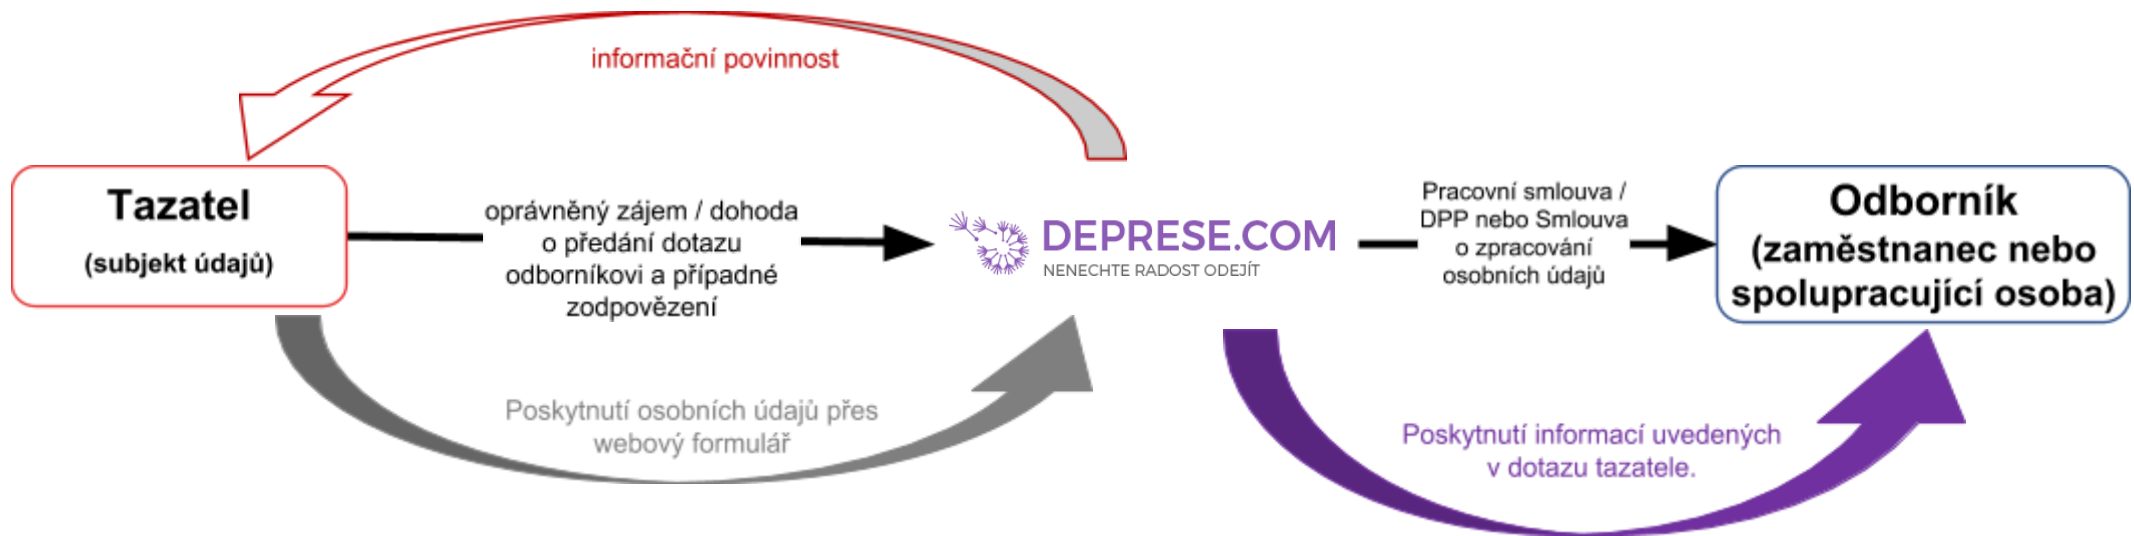 informační povinnost
Tazatel
(subjekt údajů)
oprávněný zájem / dohoda
o předání dotazu
odborníkovi a případné
zodpovězení
DEPRESE.COM
NENECHTE RADOST ODEJÍT
Pracovní smlouva /
DPP nebo Smlouva
o zpracování
osobních údajů
Odborník
(zaměstnanec nebo
spolupracující osoba)
Poskytnutí osobních údajů přes
webový formulář
Poskytnutí informací uvedených
v dotazu tazatele.